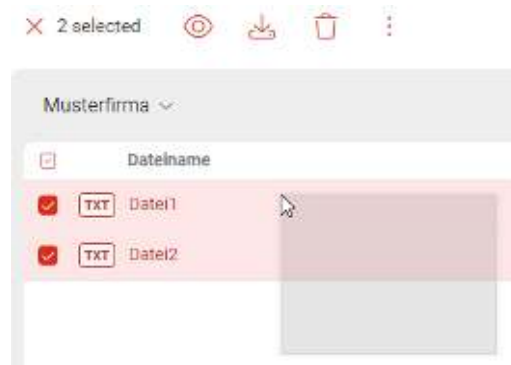 2 selected
Musterfirma
Dateiname
TXT Datei1
TXT Datei2